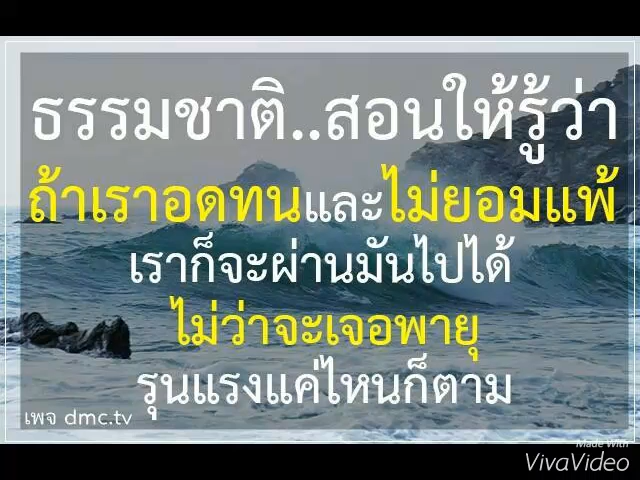 ธรรมชาติ..สอนให้รู้ว่า
ถ้าเราอดทนและไม่ยอมแพ้
เราก็จะผ่านมันไปได้
ไม่ว่าจะเจอพายุ
รุนแรงแค่ไหนก็ตาม
เพจ dmc.tv
Made With
VivaVideo